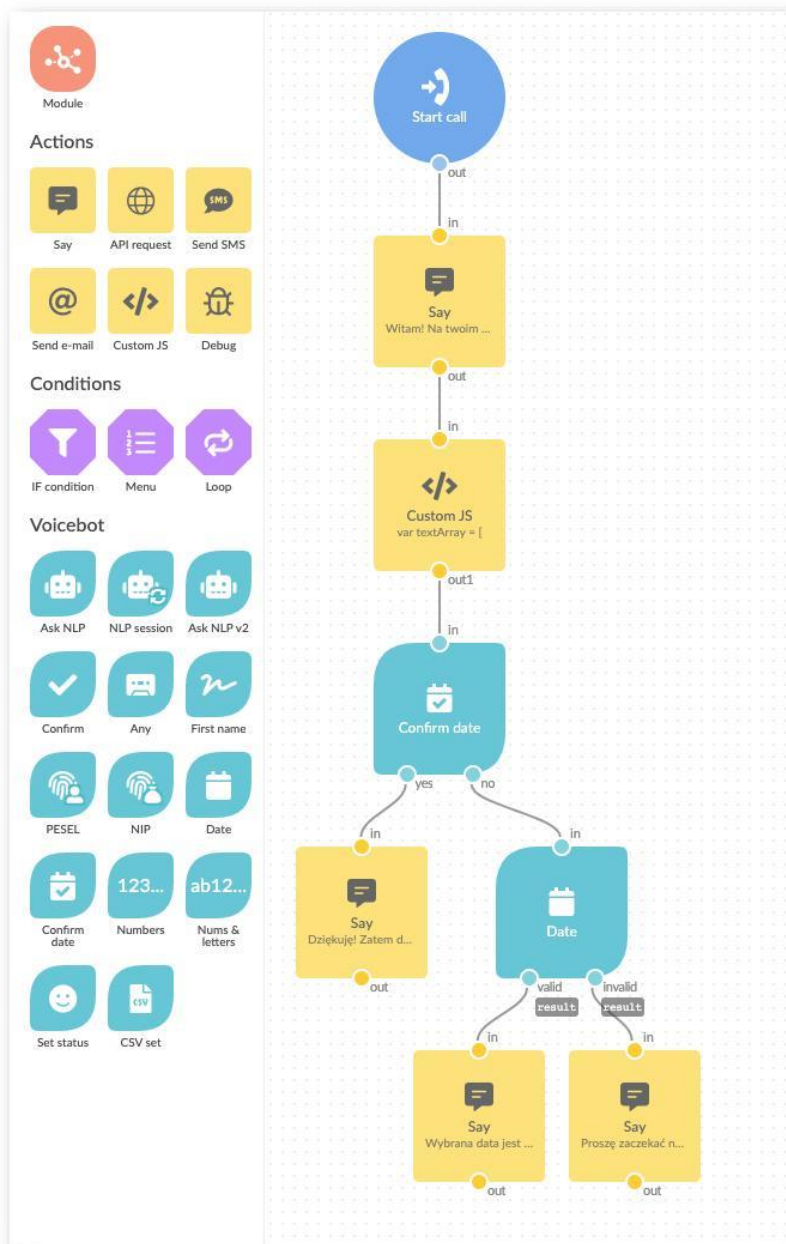 Module
Actions
Say
API request
SMS
Send SMS
@
Send e-mail
</>
Custom JS
Debug
Conditions
IF condition
1
2
3
Menu
Loop
Voicebot
Ask NLP
NLP session
Ask NLP v2
Confirm
Any
First name
PESEL
NIP
Date
Confirm
date
123...
Numbers
ab12...
Nums &
letters
Set status
CSV
CSV set
Start call
out
in
Say
Witam! Na twoim ...
out
in
</>
Custom JS
var textArray = [
out1
in
Confirm date
yes
no
in
Say
Dziękuję! Zatem d...
out
in
Date
valid
result
invalid
result
in
Say
Wybrana data jest ...
out
in
Say
Proszę zaczekać n...
out